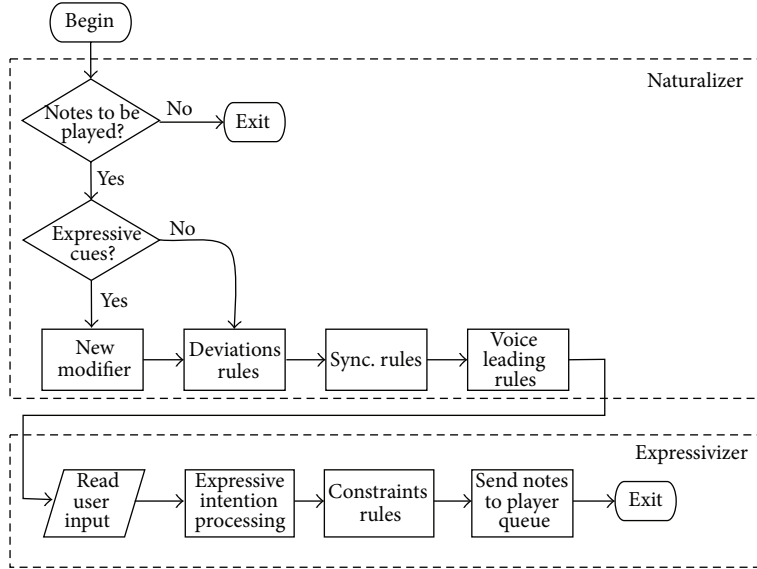 Begin
Naturalizer
Notes to be
played?
No
Exit
Yes
Expressive
cues?
No
Yes
New
modifier
Deviations
rules
Sync. rules
Voice
leading
rules
Expressivizer
Read
user
input
Expressive
intention
processing
Constraints
rules
Send notes
to player
queue
Exit